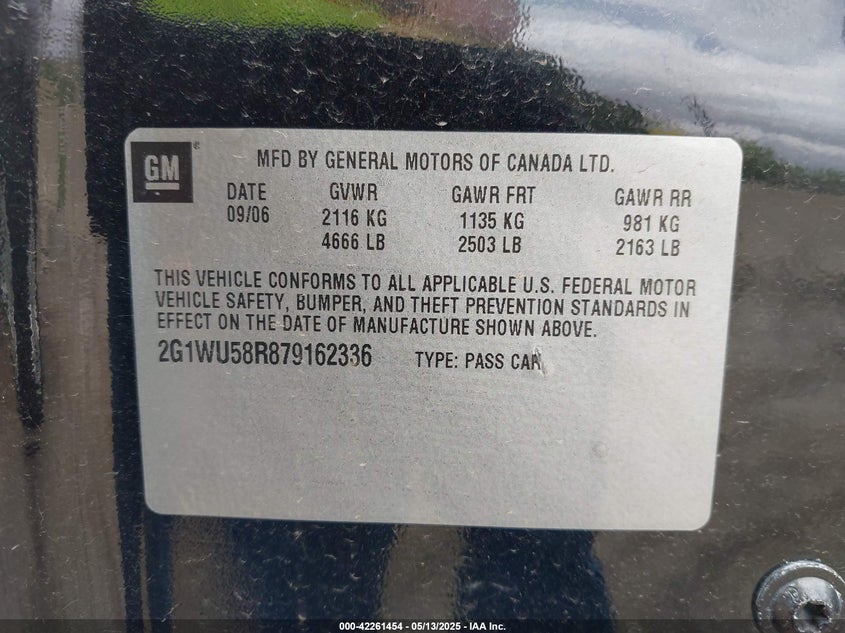 GM®
MFD BY GENERAL MOTORS OF CANADA LTD.
DATE GVWR GAWR FRT GAWR RR
09/06 2116 KG 1135 KG 981 KG
4666 LB 2503 LB 2163 LB
THIS VEHICLE CONFORMS TO ALL APPLICABLE U.S. FEDERAL MOTOR
VEHICLE SAFETY, BUMPER, AND THEFT PREVENTION STANDARDS IN
EFFECT ON THE DATE OF MANUFACTURE SHOWN ABOVE.
2G1WU58R879162336 TYPE: PASS CAR
000-42261454 - 05/13/2025 - IAA Inc.